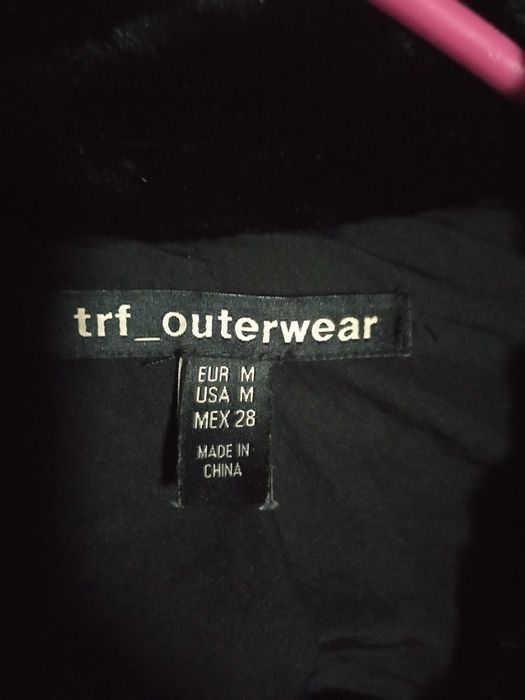 trf_outerwear
EUR M
USA M
MEX 28
MADE IN
CHINA